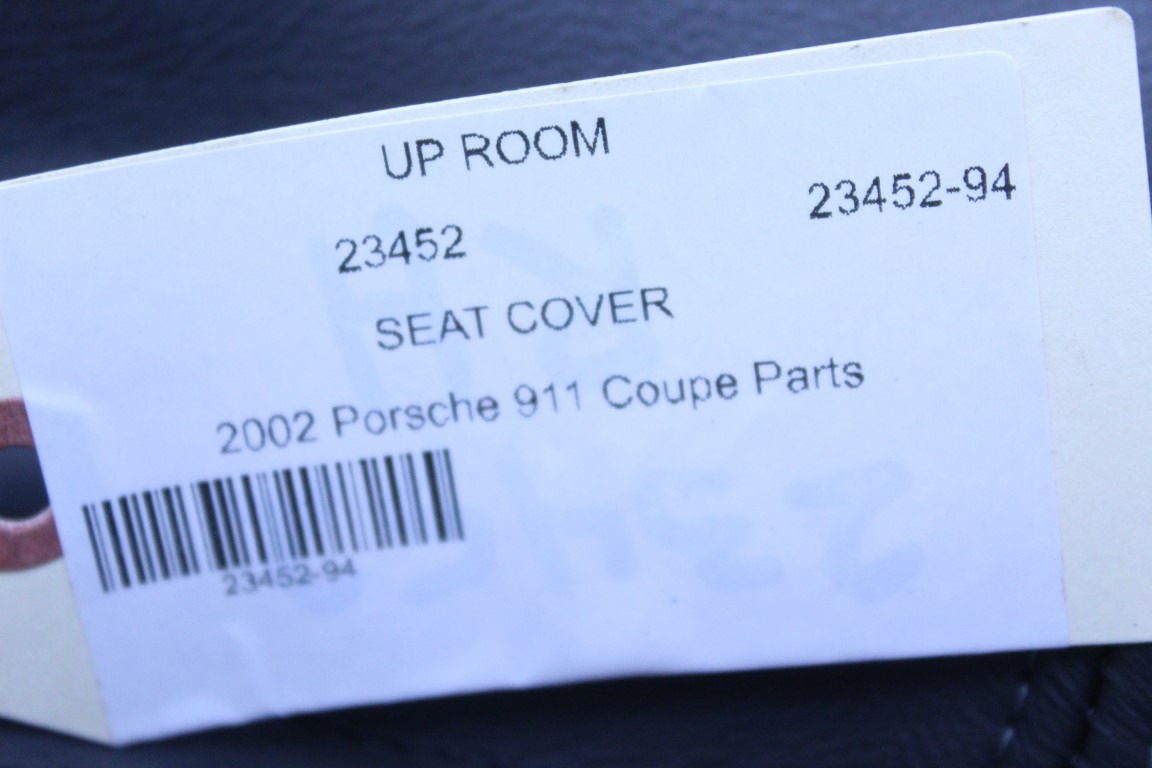 UP ROOM
23452-94
23452
SEAT COVER
2002 Porsche 911 Coupe Parts
23452-94